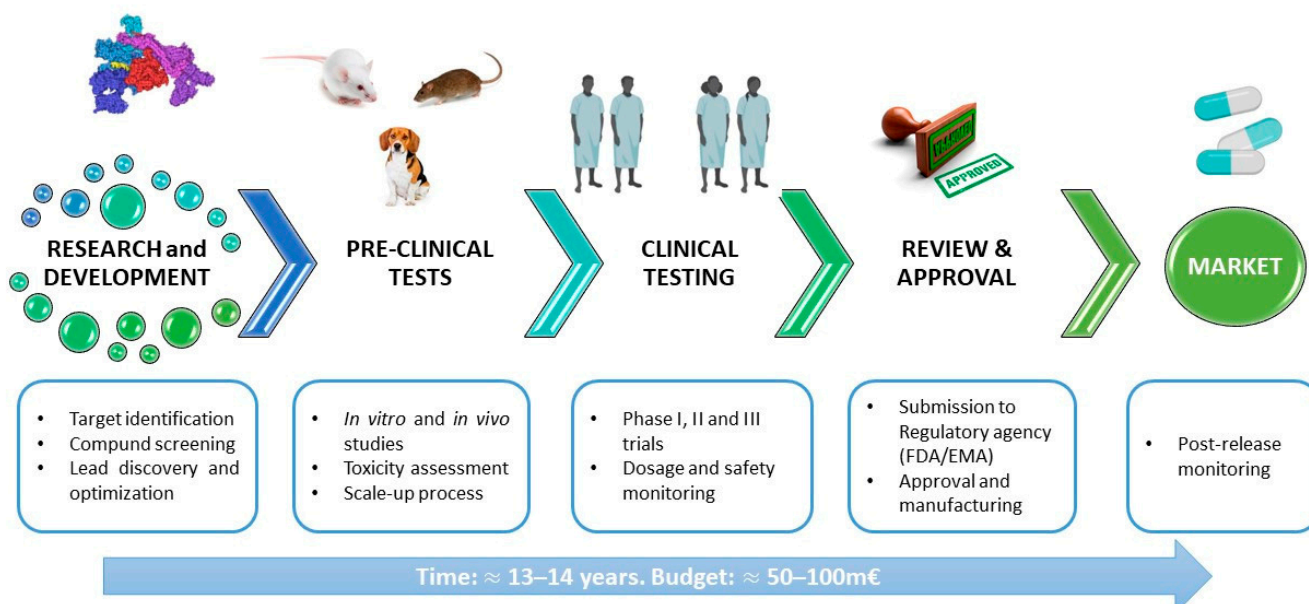 APPROVED
RESEARCH and
DEVELOPMENT
PRE-CLINICAL
TESTS
CLINICAL
TESTING
REVIEW &
APPROVAL
MARKET
• Target identification
• Compund screening
• Lead discovery and
optimization
• In vitro and in vivo
studies
• Toxicity assessment
• Scale-up process
• Phase I, II and III
trials
• Dosage and safety
monitoring
• Submission to
Regulatory agency
(FDA/EMA)
• Approval and
manufacturing
• Post-release
monitoring
Time: ≈ 13–14 years. Budget: ≈ 50–100m€